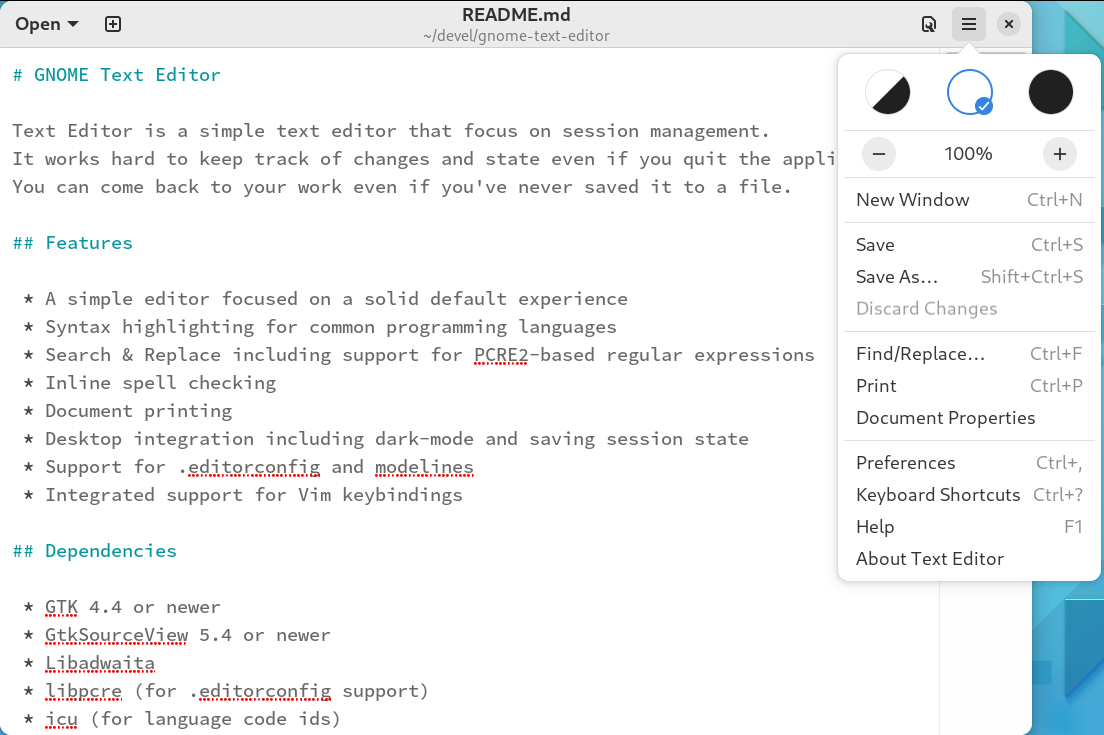 Open
README.md
~/devel/gnome-text-editor
# GNOME Text Editor
Text Editor is a simple text editor that focus on session management.
It works hard to keep track of changes and state even if you quit the appli
You can come back to your work even if you've never saved it to a file.
## Features
* A simple editor focused on a solid default experience
* Syntax highlighting for common programming languages
* Search & Replace including support for PCRE2-based regular expressions
* Inline spell checking
* Document printing
* Desktop integration including dark-mode and saving session state
* Support for .editorconfig and modelines
* Integrated support for Vim keybindings
## Dependencies
* GTK 4.4 or newer
* GtkSourceView 5.4 or newer
* Libadwaita
* libpcre (for .editorconfig support)
* icu (for language code ids)
− 100% +
New Window Ctrl+N
Save Ctrl+S
Save As… Shift+Ctrl+S
Discard Changes
Find/Replace… Ctrl+F
Print Ctrl+P
Document Properties
Preferences Ctrl+,
Keyboard Shortcuts Ctrl+?
Help F1
About Text Editor